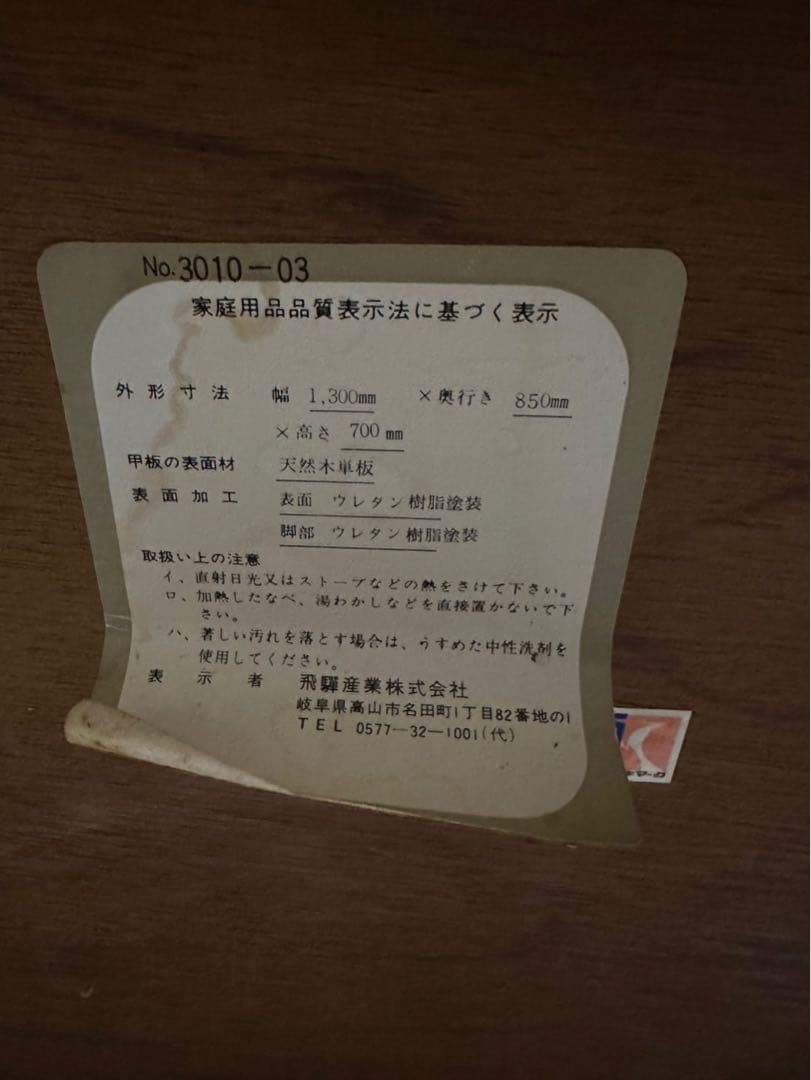 No.3010-03
家庭用品品質表示法に基づく表示
外形寸法 幅 1,300mm ×奥行き 850mm
×高さ 700mm
甲板の表面材 天然木単板
表面加工 表面 ウレタン樹脂塗装
脚部 ウレタン樹脂塗装
取扱い上の注意
イ、直射日光又はストーブなどの熱をさけて下さい。
ロ、加熱したなべ、湯わかしなどを直接置かないで下
さい。
ハ、著しい汚れを落とす場合は、うすめた中性洗剤を
使用してください。
表示者 飛驒産業株式会社
岐阜県高山市名田町1丁目82番地の1
TEL 0577-32-1001(代)